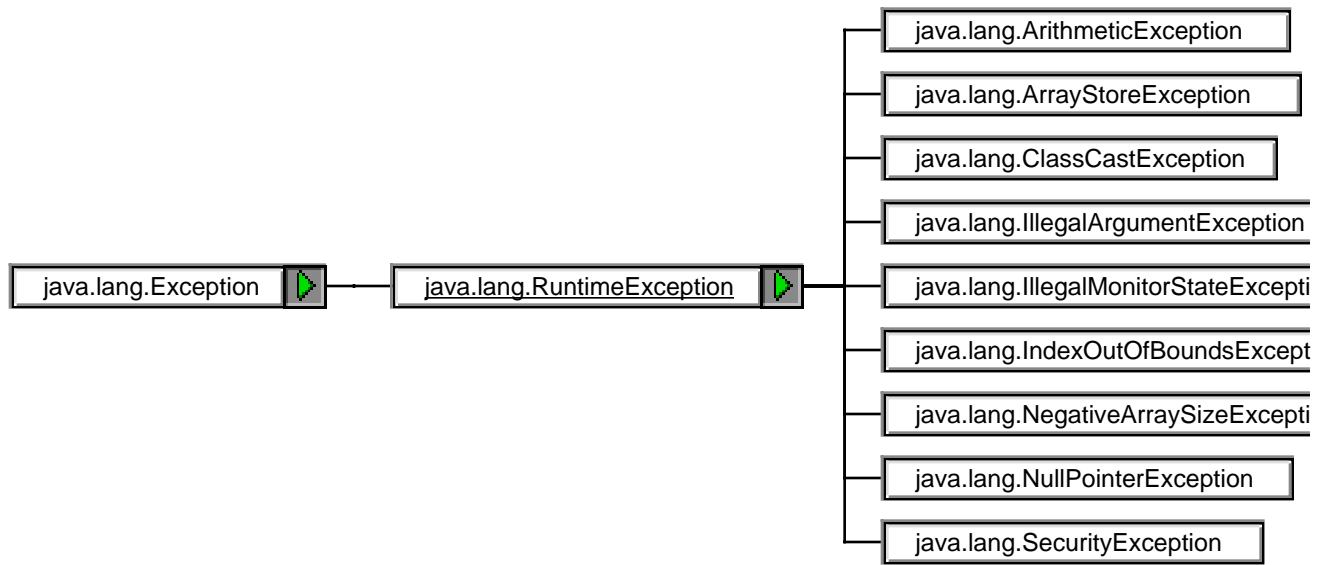 java.lang.ArithmeticException
java.lang.ArrayStoreException
java.lang.ClassCastException
java.lang.IllegalArgumentException
java.lang.Exception
java.lang.RuntimeException
java.lang.IllegalMonitorStateExcepti
java.lang.IndexOutOfBoundsExcept
java.lang.NegativeArraySizeExcepti
java.lang.NullPointerException
java.lang.SecurityException